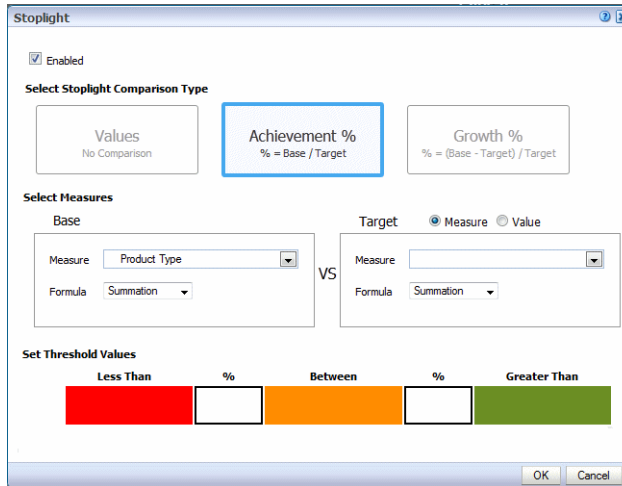 Stoplight
Enabled
Select Stoplight Comparison Type
Values
No Comparison
Achievement %
% = Base / Target
Growth %
% = (Base - Target) / Target
Select Measures
Base
Target Measure Value
Measure Product Type
VS
Measure
Formula Summation
Formula Summation
Set Threshold Values
Less Than % Between % Greater Than
OK Cancel